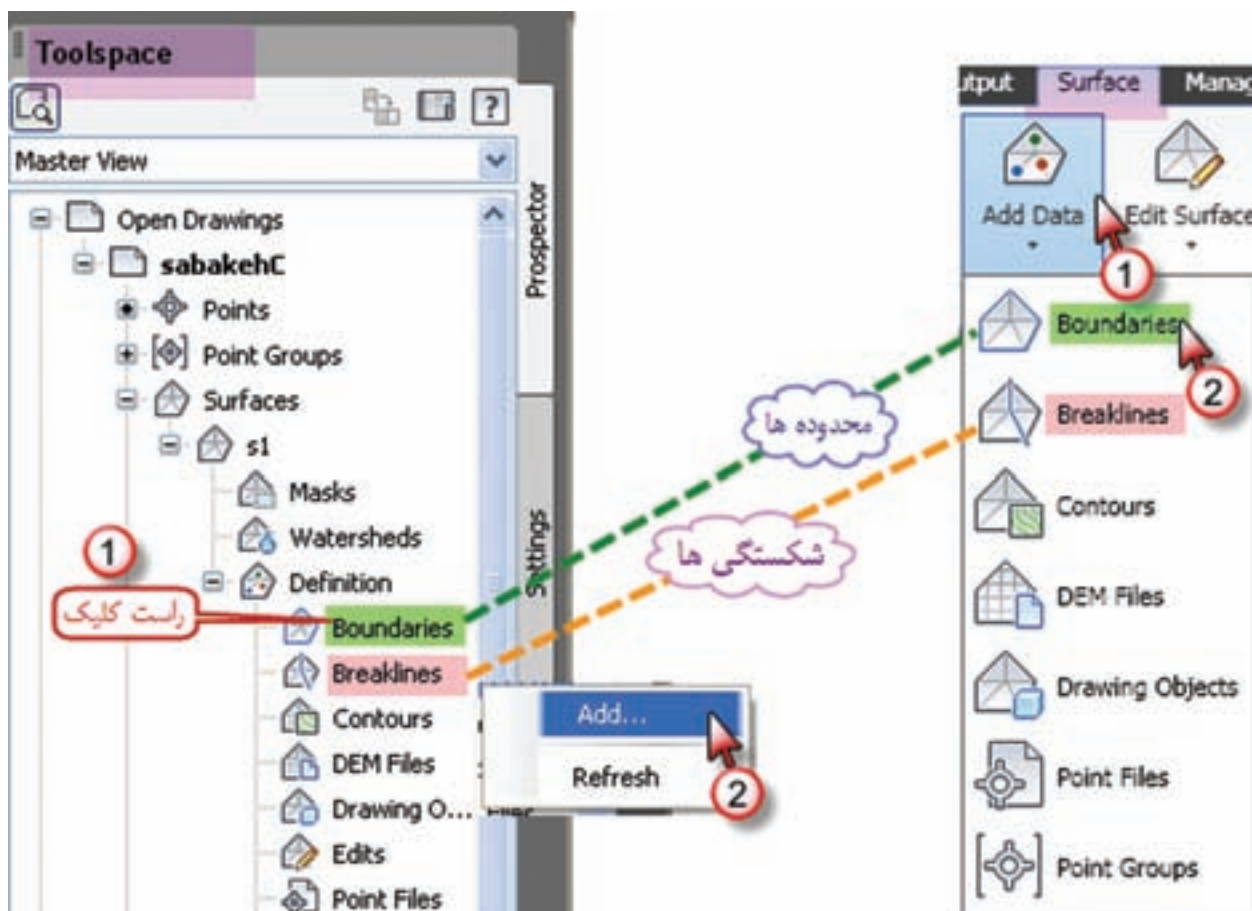 Toolspace
?
Master View
Open Drawings
sabakehC
Points
Point Groups
Surfaces
s1
Masks
Watersheds
Definition
Boundaries
Breaklines
Contours
DEM Files
Drawing O...
Edits
Point Files
Prospector
Settings
1
راست کلیک
Add...
Refresh
2
محدوده ها
شکستگی ها
utput
Surface
Manag
Add Data
Edit Surface
1
Boundaries
2
Breaklines
Contours
DEM Files
Drawing Objects
Point Files
Point Groups